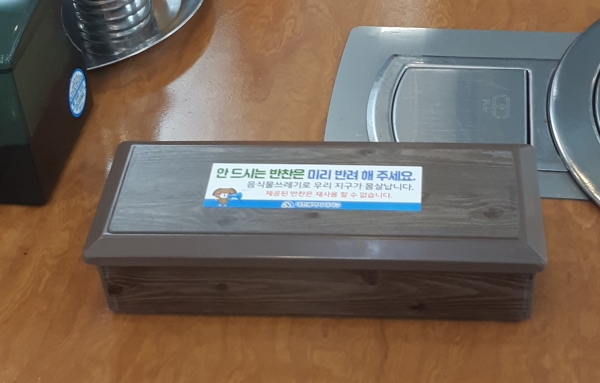 안 드시는 반찬은 미리 반려 해 주세요.
음식물쓰레기로 우리 지구가 몸살납니다.
제공된 반찬은 재사용 할 수 없습니다.